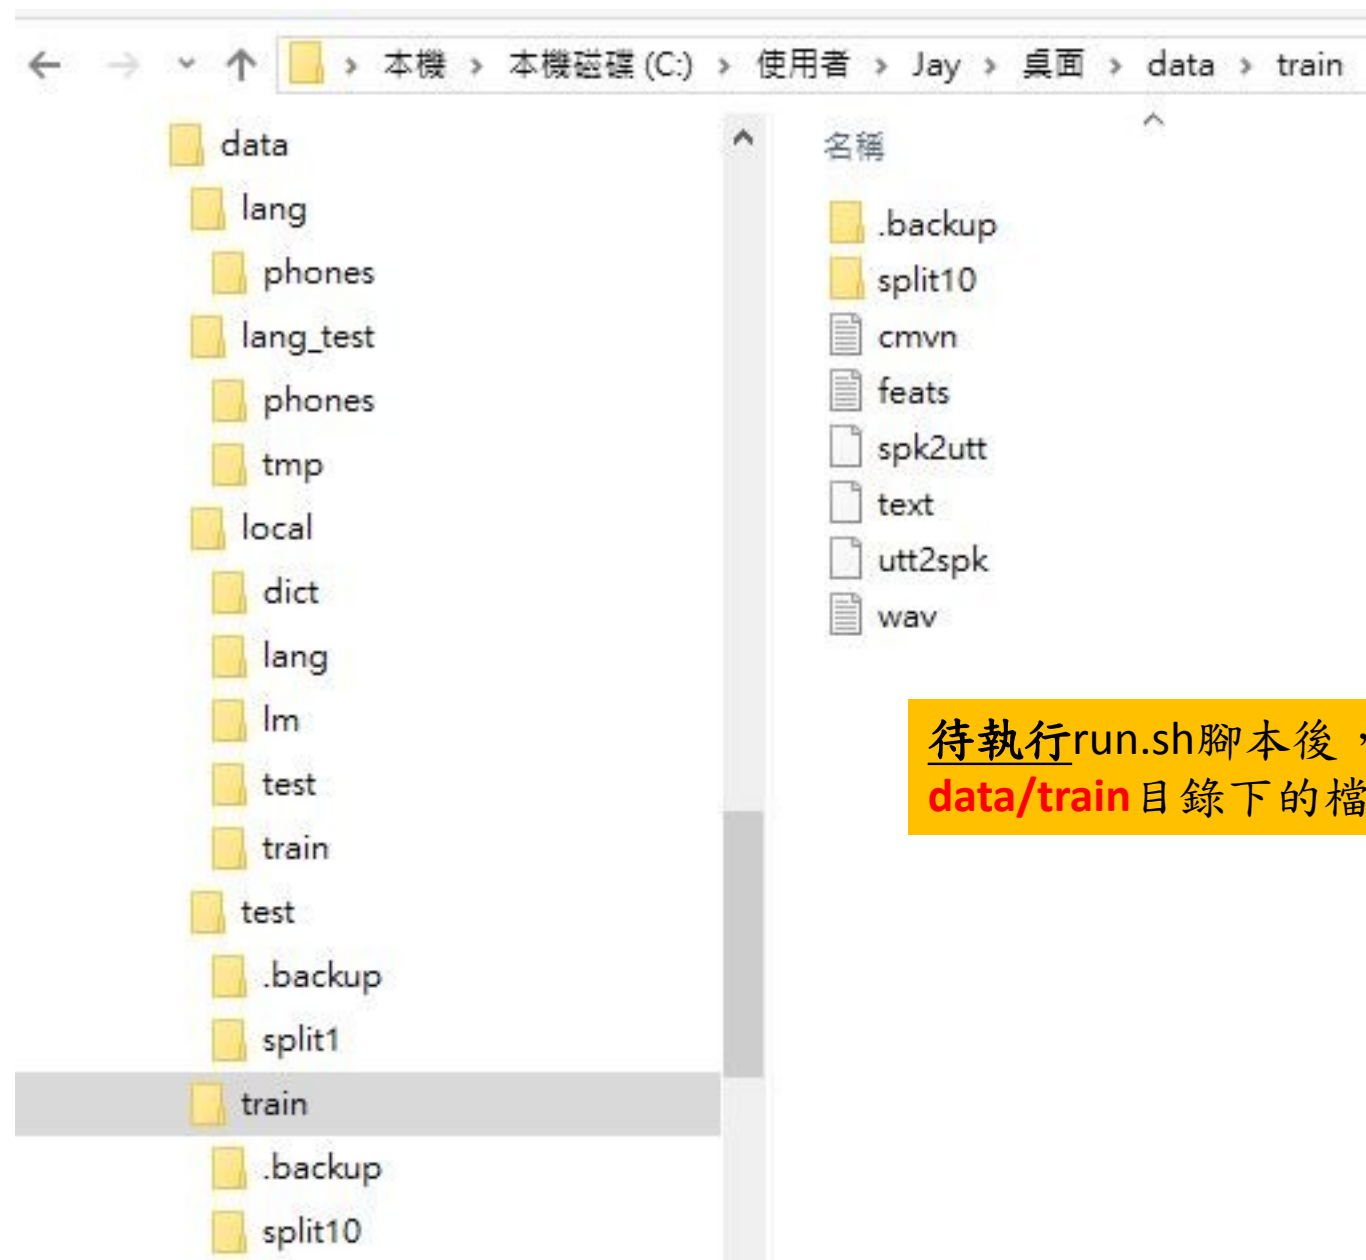 本機 › 本機磁碟 (C:) › 使用者 › Jay › 桌面 › data › train
data
lang
phones
lang_test
phones
tmp
local
dict
lang
lm
test
train
test
.backup
split1
train
.backup
split10
名稱
.backup
split10
cmvn
feats
spk2utt
text
utt2spk
wav
待執行run.sh腳本後，
data/train目錄下的檔